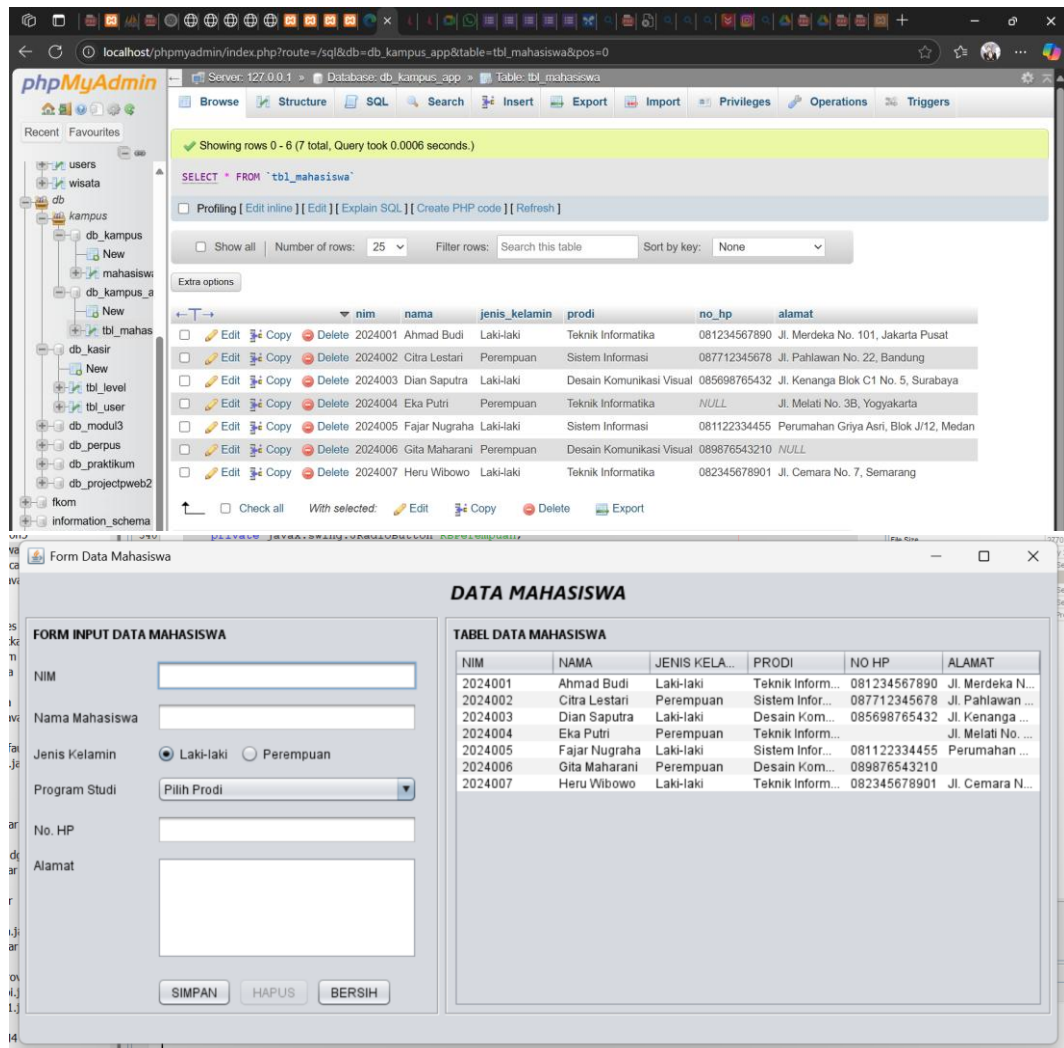 localhost/phpmyadmin/index.php?route=/sql&db=db_kampus_app&table=tbl_mahasiswa&pos=0
phpMyAdmin
Recent Favourites
users
wisata
db
kampus
db_kampus
New
mahasiswa
db_kampus_a
New
tbl_mahas
db_kasir
New
tbl_level
tbl_user
db_modul3
db_perpus
db_praktikum
db_projectpweb2
fkom
information_schema
Server: 127.0.0.1 » Database: db_kampus_app » Table: tbl_mahasiswa
Browse Structure SQL Search Insert Export Import Privileges Operations Triggers
Showing rows 0 - 6 (7 total, Query took 0.0006 seconds.)
SELECT * FROM `tbl_mahasiswa`
Profiling [ Edit inline ] [ Edit ] [ Explain SQL ] [ Create PHP code ] [ Refresh ]
Show all | Number of rows: 25 Filter rows: Search this table Sort by key: None
Extra options
nim nama jenis_kelamin prodi no_hp alamat
Edit Copy Delete 2024001 Ahmad Budi Laki-laki Teknik Informatika 081234567890 Jl. Merdeka No. 101, Jakarta Pusat
Edit Copy Delete 2024002 Citra Lestari Perempuan Sistem Informasi 087712345678 Jl. Pahlawan No. 22, Bandung
Edit Copy Delete 2024003 Dian Saputra Laki-laki Desain Komunikasi Visual 085698765432 Jl. Kenanga Blok C1 No. 5, Surabaya
Edit Copy Delete 2024004 Eka Putri Perempuan Teknik Informatika NULL Jl. Melati No. 3B, Yogyakarta
Edit Copy Delete 2024005 Fajar Nugraha Laki-laki Sistem Informasi 081122334455 Perumahan Griya Asri, Blok J/12, Medan
Edit Copy Delete 2024006 Gita Maharani Perempuan Desain Komunikasi Visual 089876543210 NULL
Edit Copy Delete 2024007 Heru Wibowo Laki-laki Teknik Informatika 082345678901 Jl. Cemara No. 7, Semarang
Check all With selected: Edit Copy Delete Export
Form Data Mahasiswa
DATA MAHASISWA
FORM INPUT DATA MAHASISWA
NIM
Nama Mahasiswa
Jenis Kelamin Laki-laki Perempuan
Program Studi Pilih Prodi
No. HP
Alamat
SIMPAN HAPUS BERSIH
TABEL DATA MAHASISWA
NIM NAMA JENIS KELA... PRODI NO HP ALAMAT
2024001 Ahmad Budi Laki-laki Teknik Inform... 081234567890 Jl. Merdeka N...
2024002 Citra Lestari Perempuan Sistem Infor... 087712345678 Jl. Pahlawan ...
2024003 Dian Saputra Laki-laki Desain Kom... 085698765432 Jl. Kenanga ...
2024004 Eka Putri Perempuan Teknik Inform... Jl. Melati No. ...
2024005 Fajar Nugraha Laki-laki Sistem Infor... 081122334455 Perumahan ...
2024006 Gita Maharani Perempuan Desain Kom... 089876543210
2024007 Heru Wibowo Laki-laki Teknik Inform... 082345678901 Jl. Cemara N...